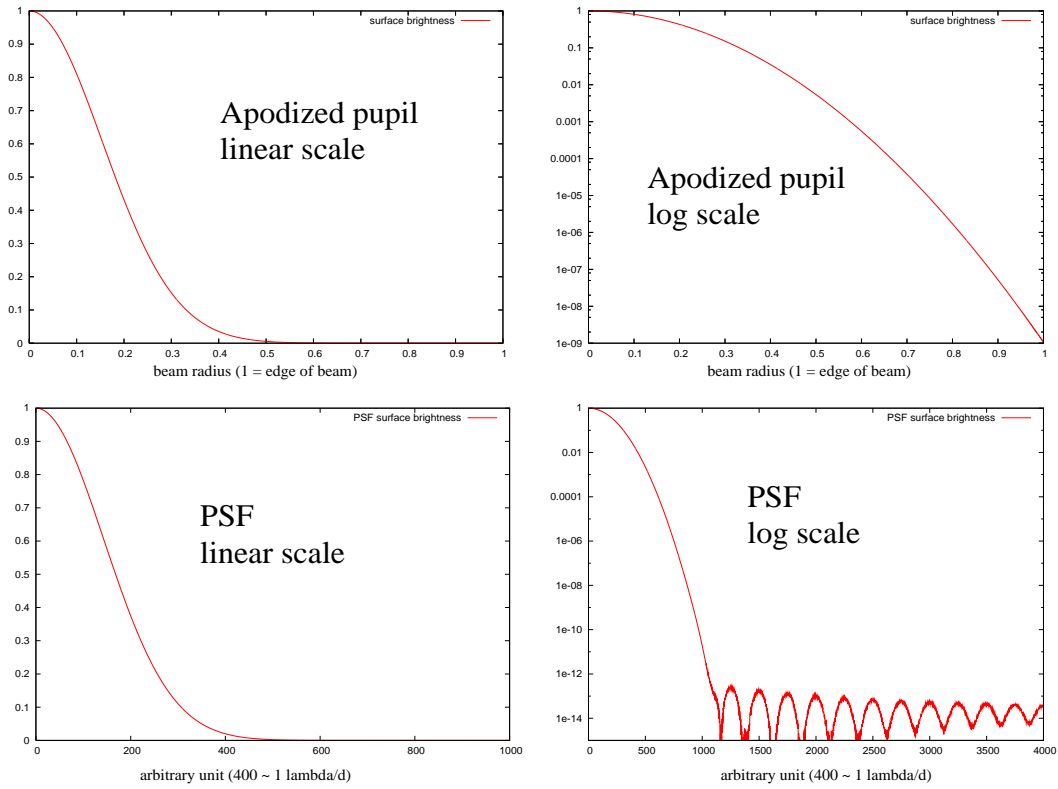 surface brightness
1
0.9
0.8
0.7
0.6
0.5
0.4
0.3
0.2
0.1
0
Apodized pupil
linear scale
0 0.1 0.2 0.3 0.4 0.5 0.6 0.7 0.8 0.9 1
beam radius (1 = edge of beam)
surface brightness
1
0.1
0.01
0.001
0.0001
1e-05
1e-06
1e-07
1e-08
1e-09
Apodized pupil
log scale
0 0.1 0.2 0.3 0.4 0.5 0.6 0.7 0.8 0.9 1
beam radius (1 = edge of beam)
PSF surface brightness
1
0.9
0.8
0.7
0.6
0.5
0.4
0.3
0.2
0.1
0
PSF
linear scale
0 200 400 600 800 1000
arbitrary unit (400 ~ 1 lambda/d)
PSF surface brightness
1
0.01
0.0001
1e-06
1e-08
1e-10
1e-12
1e-14
PSF
log scale
0 500 1000 1500 2000 2500 3000 3500 4000
arbitrary unit (400 ~ 1 lambda/d)